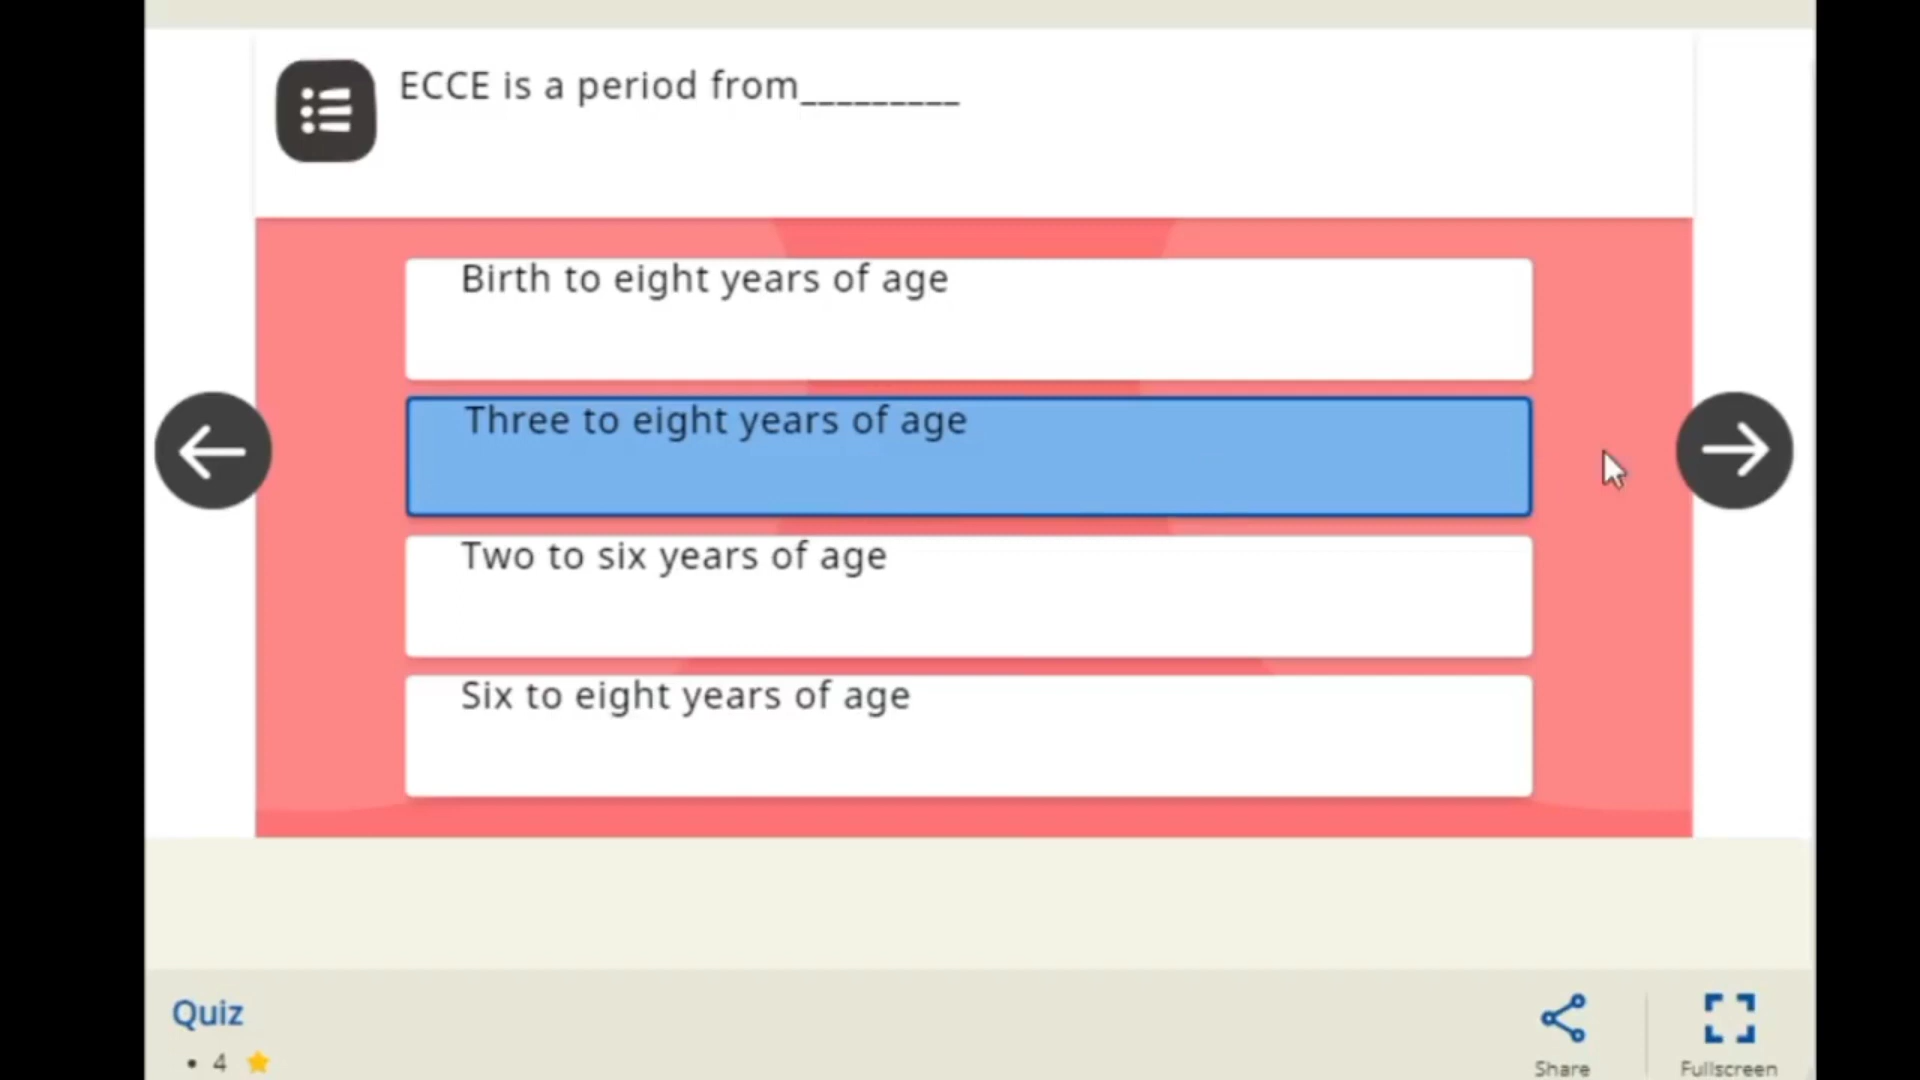 ECCE is a period from_________
Birth to eight years of age
Three to eight years of age
Two to six years of age
Six to eight years of age
Quiz
• 4
Share
Fullscreen